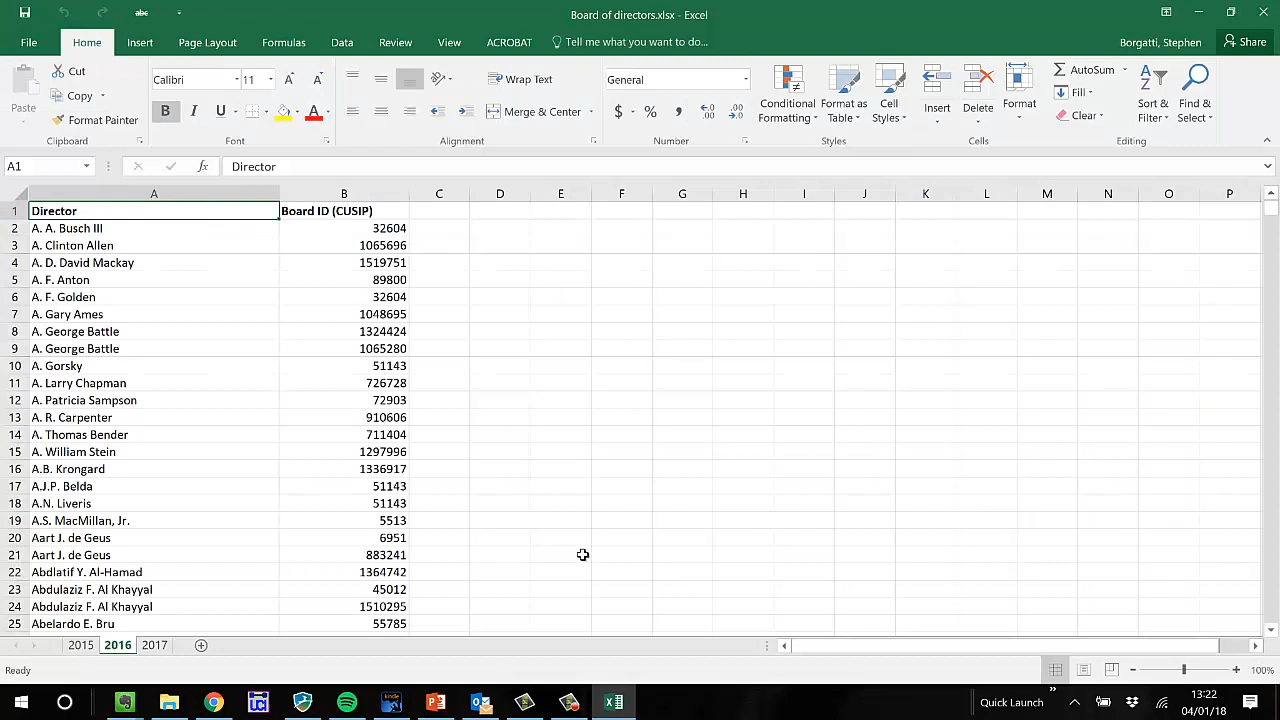 abc
Board of directors.xlsx - Excel
File Home Insert Page Layout Formulas Data Review View ACROBAT Tell me what you want to do... Borgatti, Stephen Share
Paste
Cut
Copy
Format Painter
Calibri 11
B I U A
Wrap Text
Merge & Center
General
$ % ,
Conditional Formatting
Format as Table
Cell Styles
Insert
Delete
Format
AutoSum
Fill
Clear
Sort & Filter
Find & Select
Clipboard Font Alignment Number Styles Cells Editing
A1 fx Director
A B C D E F G H I J K L M N O P
1 Director Board ID (CUSIP)
2 A. A. Busch III 32604
3 A. Clinton Allen 1065696
4 A. D. David Mackay 1519751
5 A. F. Anton 89800
6 A. F. Golden 32604
7 A. Gary Ames 1048695
8 A. George Battle 1324424
9 A. George Battle 1065280
10 A. Gorsky 51143
11 A. Larry Chapman 726728
12 A. Patricia Sampson 72903
13 A. R. Carpenter 910606
14 A. Thomas Bender 711404
15 A. William Stein 1297996
16 A.B. Krongard 1336917
17 A.J.P. Belda 51143
18 A.N. Liveris 51143
19 A.S. MacMillan, Jr. 5513
20 Aart J. de Geus 6951
21 Aart J. de Geus 883241
22 Abdlatif Y. Al-Hamad 1364742
23 Abdulaziz F. Al Khayyal 45012
24 Abdulaziz F. Al Khayyal 1510295
25 Abelardo E. Bru 55785
2015 2016 2017
Ready 100%
UCI kindle Quick Launch 13:22
04/01/18